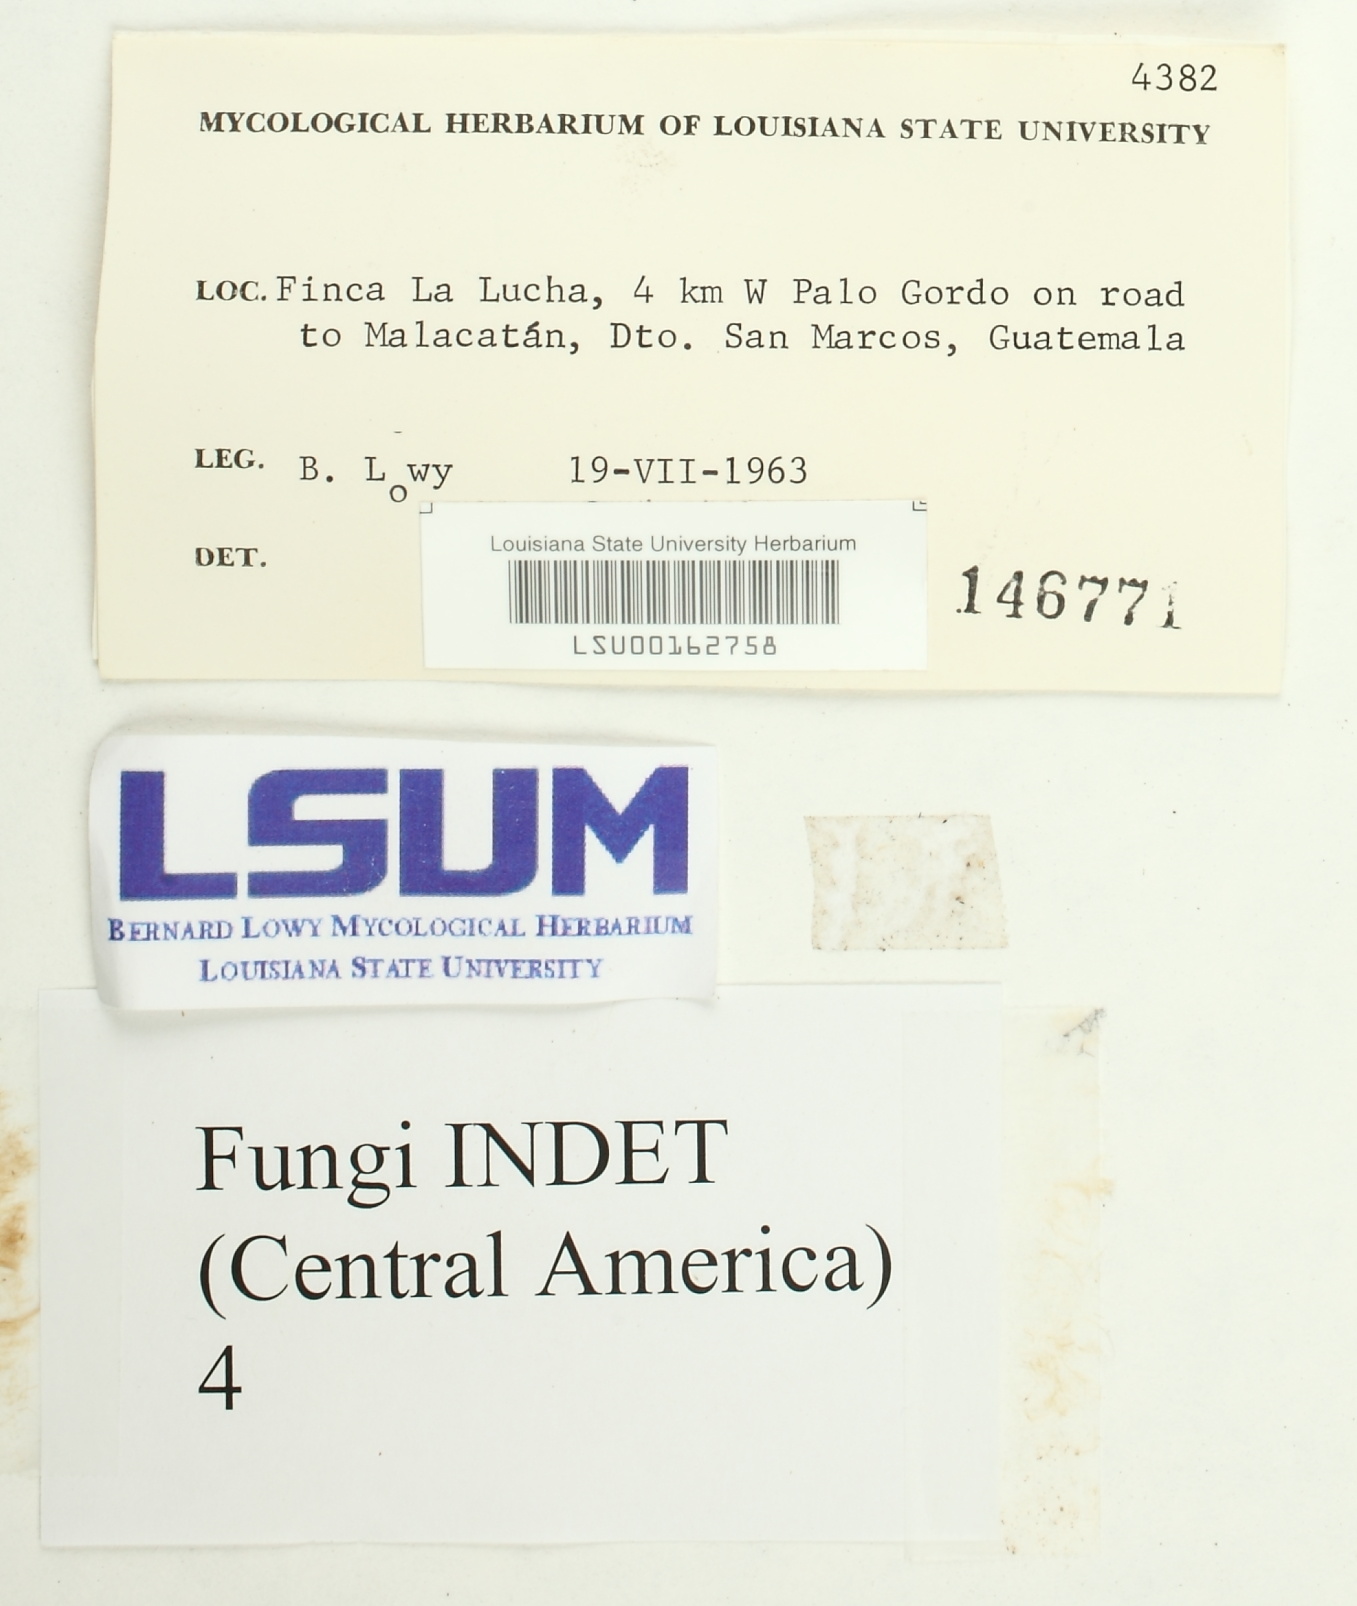 4382
MYCOLOGICAL HERBARIUM OF LOUISIANA STATE UNIVERSITY
LOC. Finca La Lucha, 4 km W Palo Gordo on road
to Malacatán, Dto. San Marcos, Guatemala
LEG. B. Lowy 19-VII-1963
DET.
Louisiana State University Herbarium
LSU00162758
146771
LSUM
BERNARD LOWY MYCOLOGICAL HERBARIUM
LOUISIANA STATE UNIVERSITY
Fungi INDET
(Central America)
4